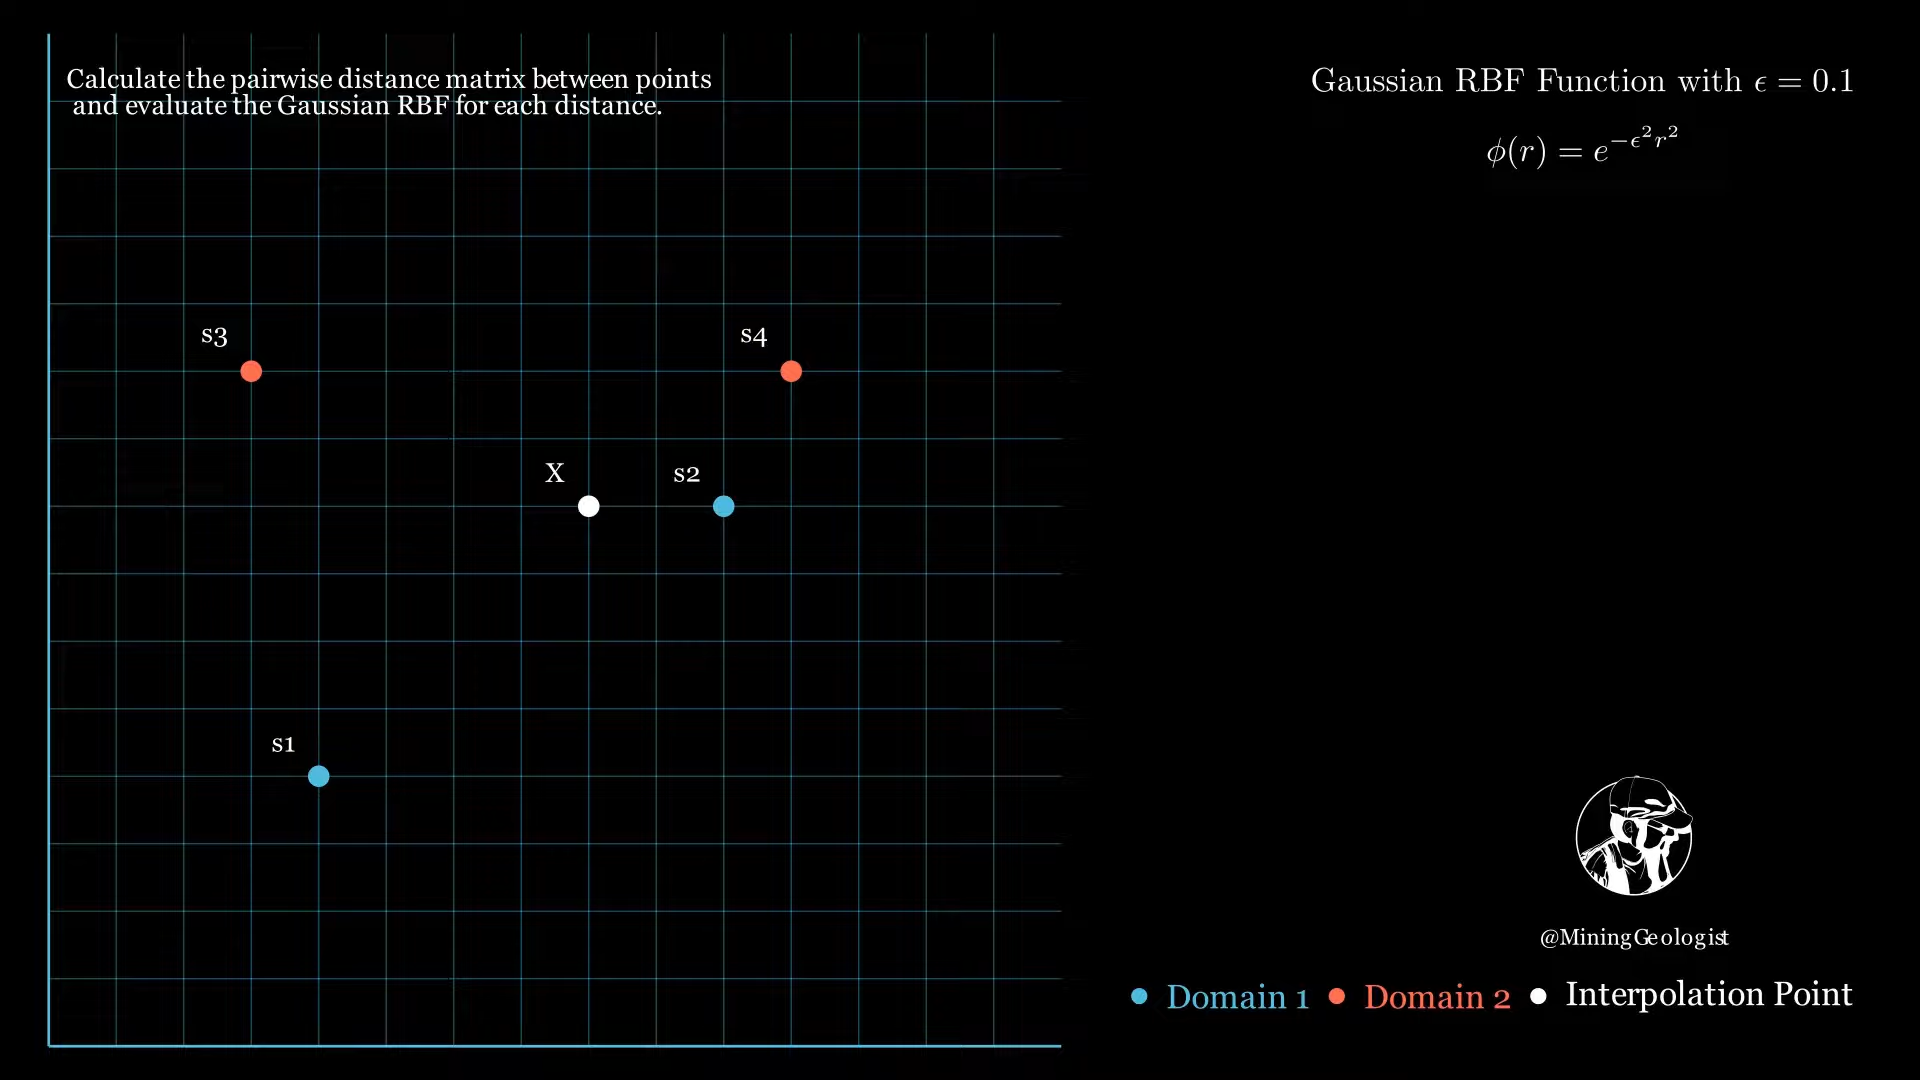 Calculate the pairwise distance matrix between points
and evaluate the Gaussian RBF for each distance.
Gaussian RBF Function with ϵ = 0.1
ϕ(r) = e^{−ϵ²r²}
s3
s4
X
s2
s1
@MiningGeologist
Domain 1
Domain 2
Interpolation Point